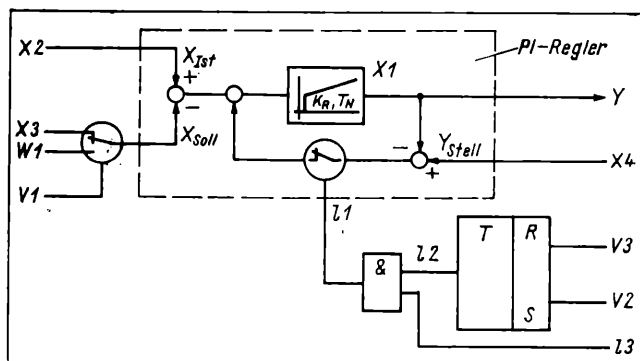 X2
X_Ist
+
−
PI-Regler
X1
K_R, T_N
Y
X3
W1
X_Soll
−
Y_Stell
+
X4
V1
l1
&
l2
T
R
S
V3
V2
l3